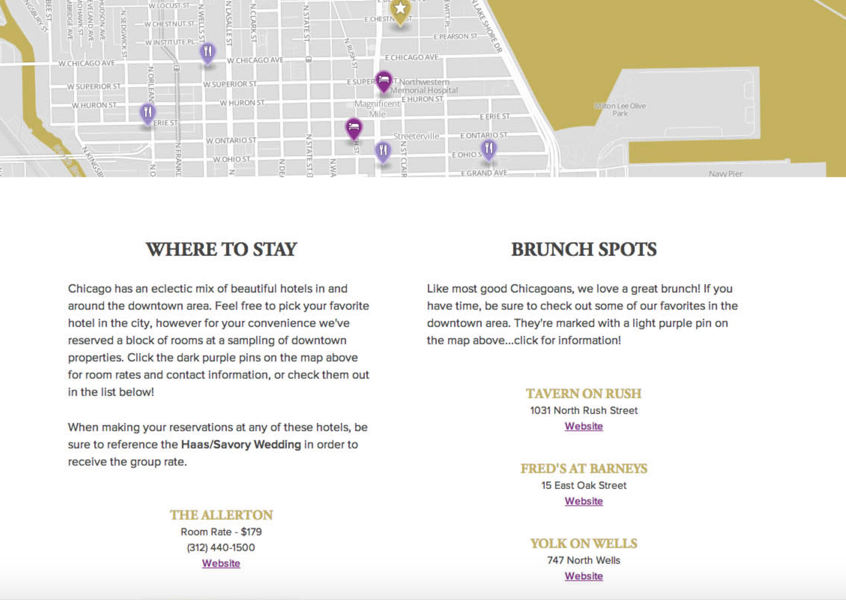 W LOCUST ST
W CHESTNUT ST.
W INSTITUTE PL.
W CHICAGO AVE
W SUPERIOR ST
W HURON ST.
N SEDGWICK ST
N WELLS ST
N LASALLE ST
N CLARK ST
N STATE ST
N RUSH ST
E PEARSON ST
N LAKE SHORE DR
E CHICAGO AVE
W CHICAGO AVE
W SUPERIOR ST
W HURON ST
Northwestern
Memorial Hospital
E HURON ST
Magnificent
Mile
ERIE ST
E ERIE ST
Streeterville
W ONTARIO ST
E ONTARIO ST
W OHIO ST
E OHIO S
E GRAND AVE
Milton Lee Olive
Park
Navy Pier
WHERE TO STAY
Chicago has an eclectic mix of beautiful hotels in and
around the downtown area. Feel free to pick your favorite
hotel in the city, however for your convenience we've
reserved a block of rooms at a sampling of downtown
properties. Click the dark purple pins on the map above
for room rates and contact information, or check them out
in the list below!
When making your reservations at any of these hotels, be
sure to reference the Haas/Savory Wedding in order to
receive the group rate.
THE ALLERTON
Room Rate - $179
(312) 440-1500
Website
BRUNCH SPOTS
Like most good Chicagoans, we love a great brunch! If you
have time, be sure to check out some of our favorites in the
downtown area. They're marked with a light purple pin on
the map above...click for information!
TAVERN ON RUSH
1031 North Rush Street
Website
FRED'S AT BARNEYS
15 East Oak Street
Website
YOLK ON WELLS
747 North Wells
Website